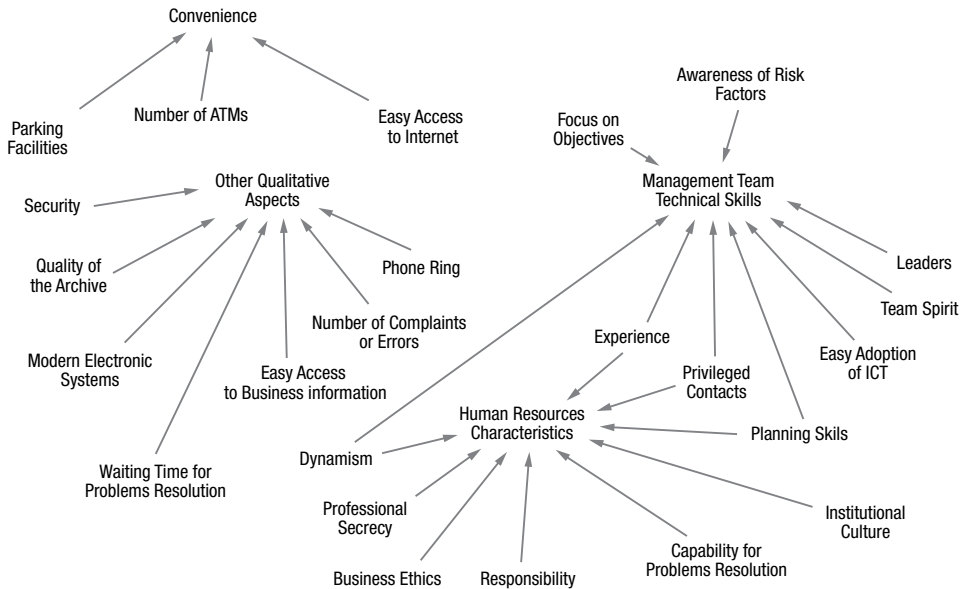 Convenience
Parking
Facilities
Number of ATMs
Easy Access
to Internet
Awareness of Risk
Factors
Focus on
Objectives
Other Qualitative
Aspects
Security
Quality of
the Archive
Modern Electronic
Systems
Waiting Time for
Problems Resolution
Easy Access
to Business information
Number of Complaints
or Errors
Phone Ring
Management Team
Technical Skills
Leaders
Team Spirit
Easy Adoption
of ICT
Experience
Privileged
Contacts
Planning Skils
Human Resources
Characteristics
Dynamism
Professional
Secrecy
Business Ethics
Responsibility
Capability for
Problems Resolution
Institutional
Culture